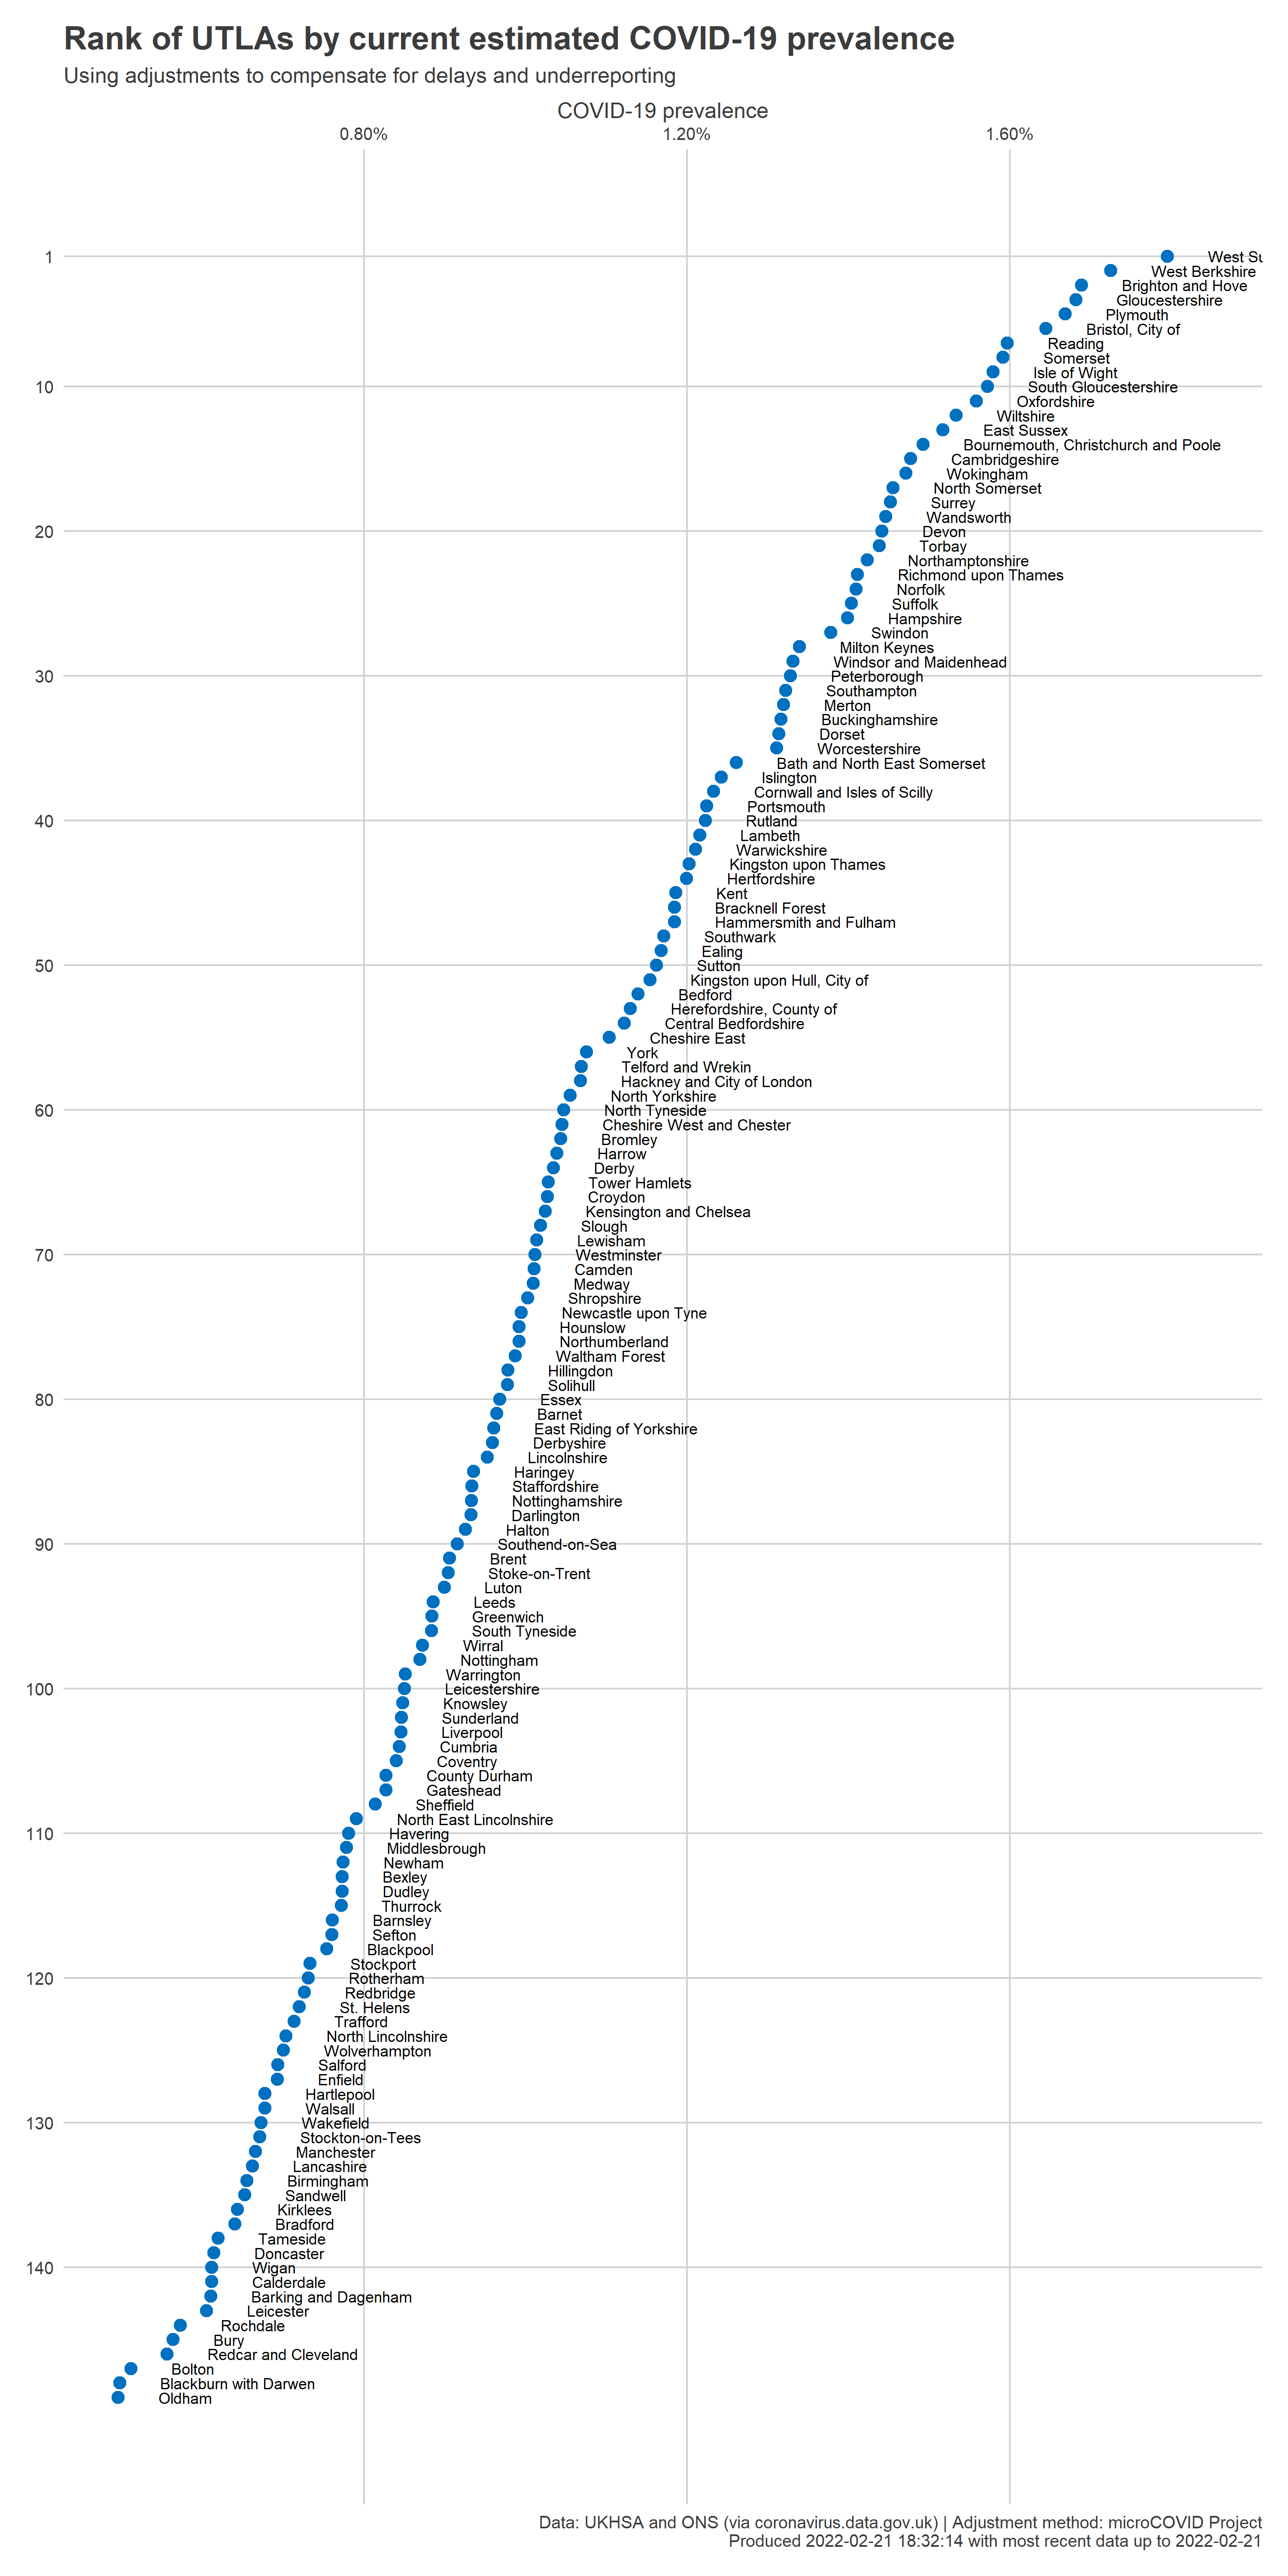 Rank of UTLAs by current estimated COVID-19 prevalence
Using adjustments to compensate for delays and underreporting
COVID-19 prevalence
0.80% 1.20% 1.60%
1 West Su
West Berkshire
Brighton and Hove
Gloucestershire
Plymouth
Bristol, City of
Reading
Somerset
Isle of Wight
10 South Gloucestershire
Oxfordshire
Wiltshire
East Sussex
Bournemouth, Christchurch and Poole
Cambridgeshire
Wokingham
North Somerset
Surrey
Wandsworth
20 Devon
Torbay
Northamptonshire
Richmond upon Thames
Norfolk
Suffolk
Hampshire
Swindon
Milton Keynes
Windsor and Maidenhead
30 Peterborough
Southampton
Merton
Buckinghamshire
Dorset
Worcestershire
Bath and North East Somerset
Islington
Cornwall and Isles of Scilly
Portsmouth
40 Rutland
Lambeth
Warwickshire
Kingston upon Thames
Hertfordshire
Kent
Bracknell Forest
Hammersmith and Fulham
Southwark
Ealing
50 Sutton
Kingston upon Hull, City of
Bedford
Herefordshire, County of
Central Bedfordshire
Cheshire East
York
Telford and Wrekin
Hackney and City of London
North Yorkshire
60 North Tyneside
Cheshire West and Chester
Bromley
Harrow
Derby
Tower Hamlets
Croydon
Kensington and Chelsea
Slough
Lewisham
70 Westminster
Camden
Medway
Shropshire
Newcastle upon Tyne
Hounslow
Northumberland
Waltham Forest
Hillingdon
Solihull
80 Essex
Barnet
East Riding of Yorkshire
Derbyshire
Lincolnshire
Haringey
Staffordshire
Nottinghamshire
Darlington
Halton
90 Southend-on-Sea
Brent
Stoke-on-Trent
Luton
Leeds
Greenwich
South Tyneside
Wirral
Nottingham
Warrington
100 Leicestershire
Knowsley
Sunderland
Liverpool
Cumbria
Coventry
County Durham
Gateshead
Sheffield
North East Lincolnshire
110 Havering
Middlesbrough
Newham
Bexley
Dudley
Thurrock
Barnsley
Sefton
Blackpool
Stockport
120 Rotherham
Redbridge
St. Helens
Trafford
North Lincolnshire
Wolverhampton
Salford
Enfield
Hartlepool
Walsall
130 Wakefield
Stockton-on-Tees
Manchester
Lancashire
Birmingham
Sandwell
Kirklees
Bradford
Tameside
Doncaster
140 Wigan
Calderdale
Barking and Dagenham
Leicester
Rochdale
Bury
Redcar and Cleveland
Bolton
Blackburn with Darwen
Oldham
Data: UKHSA and ONS (via coronavirus.data.gov.uk) | Adjustment method: microCOVID Project
Produced 2022-02-21 18:32:14 with most recent data up to 2022-02-21